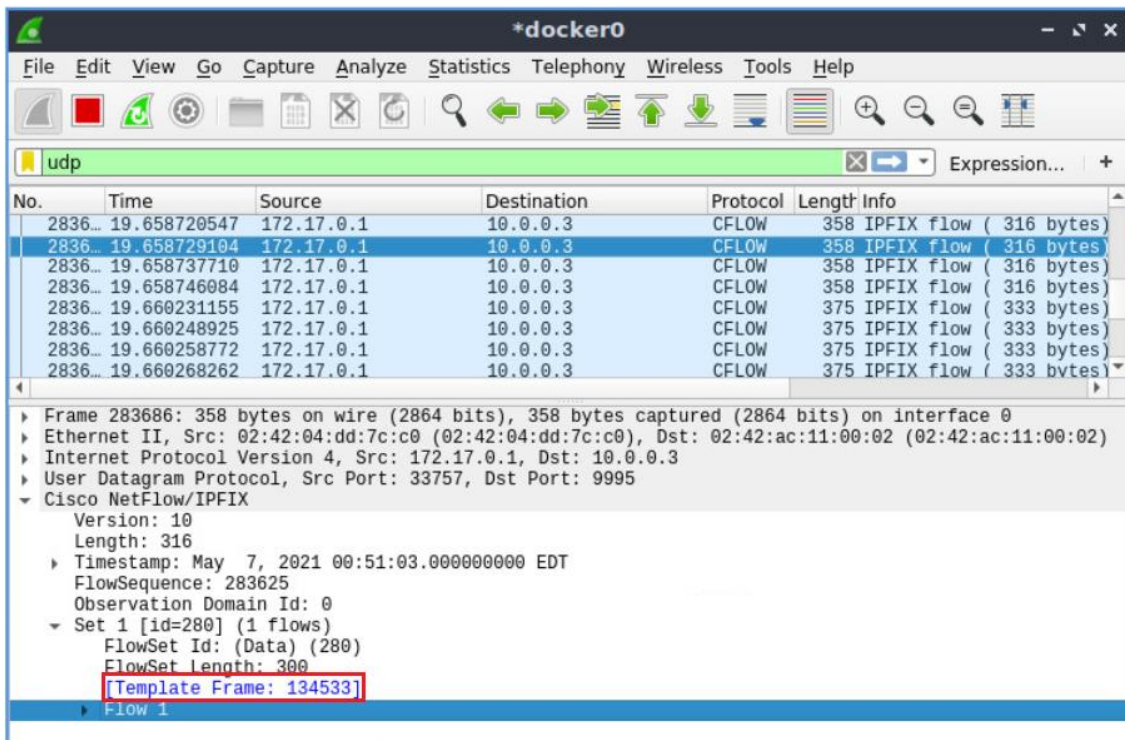 *docker0
File Edit View Go Capture Analyze Statistics Telephony Wireless Tools Help
udp Expression... +
No. Time Source Destination Protocol Length Info
2836… 19.658720547 172.17.0.1 10.0.0.3 CFLOW 358 IPFIX flow ( 316 bytes)
2836… 19.658729104 172.17.0.1 10.0.0.3 CFLOW 358 IPFIX flow ( 316 bytes)
2836… 19.658737710 172.17.0.1 10.0.0.3 CFLOW 358 IPFIX flow ( 316 bytes)
2836… 19.658746084 172.17.0.1 10.0.0.3 CFLOW 358 IPFIX flow ( 316 bytes)
2836… 19.660231155 172.17.0.1 10.0.0.3 CFLOW 375 IPFIX flow ( 333 bytes)
2836… 19.660248925 172.17.0.1 10.0.0.3 CFLOW 375 IPFIX flow ( 333 bytes)
2836… 19.660258772 172.17.0.1 10.0.0.3 CFLOW 375 IPFIX flow ( 333 bytes)
2836… 19.660268262 172.17.0.1 10.0.0.3 CFLOW 375 IPFIX flow ( 333 bytes)
Frame 283686: 358 bytes on wire (2864 bits), 358 bytes captured (2864 bits) on interface 0
Ethernet II, Src: 02:42:04:dd:7c:c0 (02:42:04:dd:7c:c0), Dst: 02:42:ac:11:00:02 (02:42:ac:11:00:02)
Internet Protocol Version 4, Src: 172.17.0.1, Dst: 10.0.0.3
User Datagram Protocol, Src Port: 33757, Dst Port: 9995
Cisco NetFlow/IPFIX
Version: 10
Length: 316
Timestamp: May 7, 2021 00:51:03.000000000 EDT
FlowSequence: 283625
Observation Domain Id: 0
Set 1 [id=280] (1 flows)
FlowSet Id: (Data) (280)
FlowSet Length: 300
[Template Frame: 134533]
Flow 1